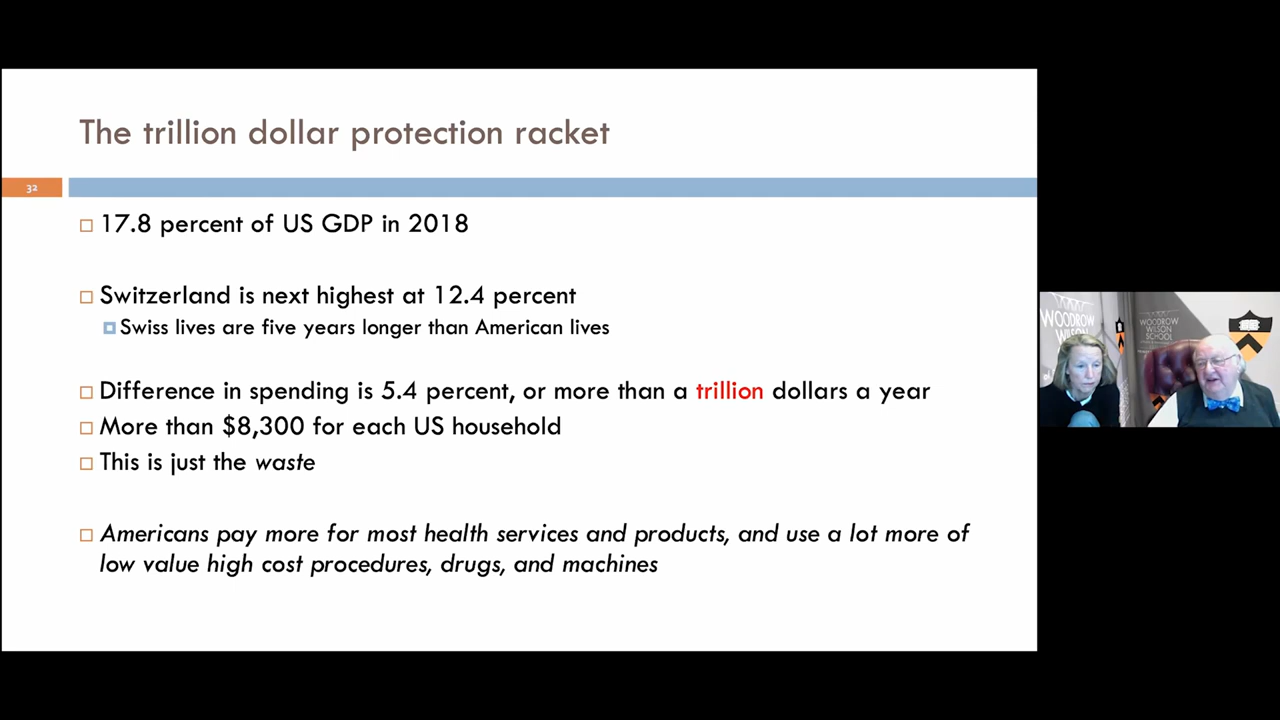 The trillion dollar protection racket
32
17.8 percent of US GDP in 2018
Switzerland is next highest at 12.4 percent
Swiss lives are five years longer than American lives
Difference in spending is 5.4 percent, or more than a trillion dollars a year
More than $8,300 for each US household
This is just the waste
Americans pay more for most health services and products, and use a lot more of
low value high cost procedures, drugs, and machines
WOODROW
WILSON
WOODROW
WILSON
SCHOOL